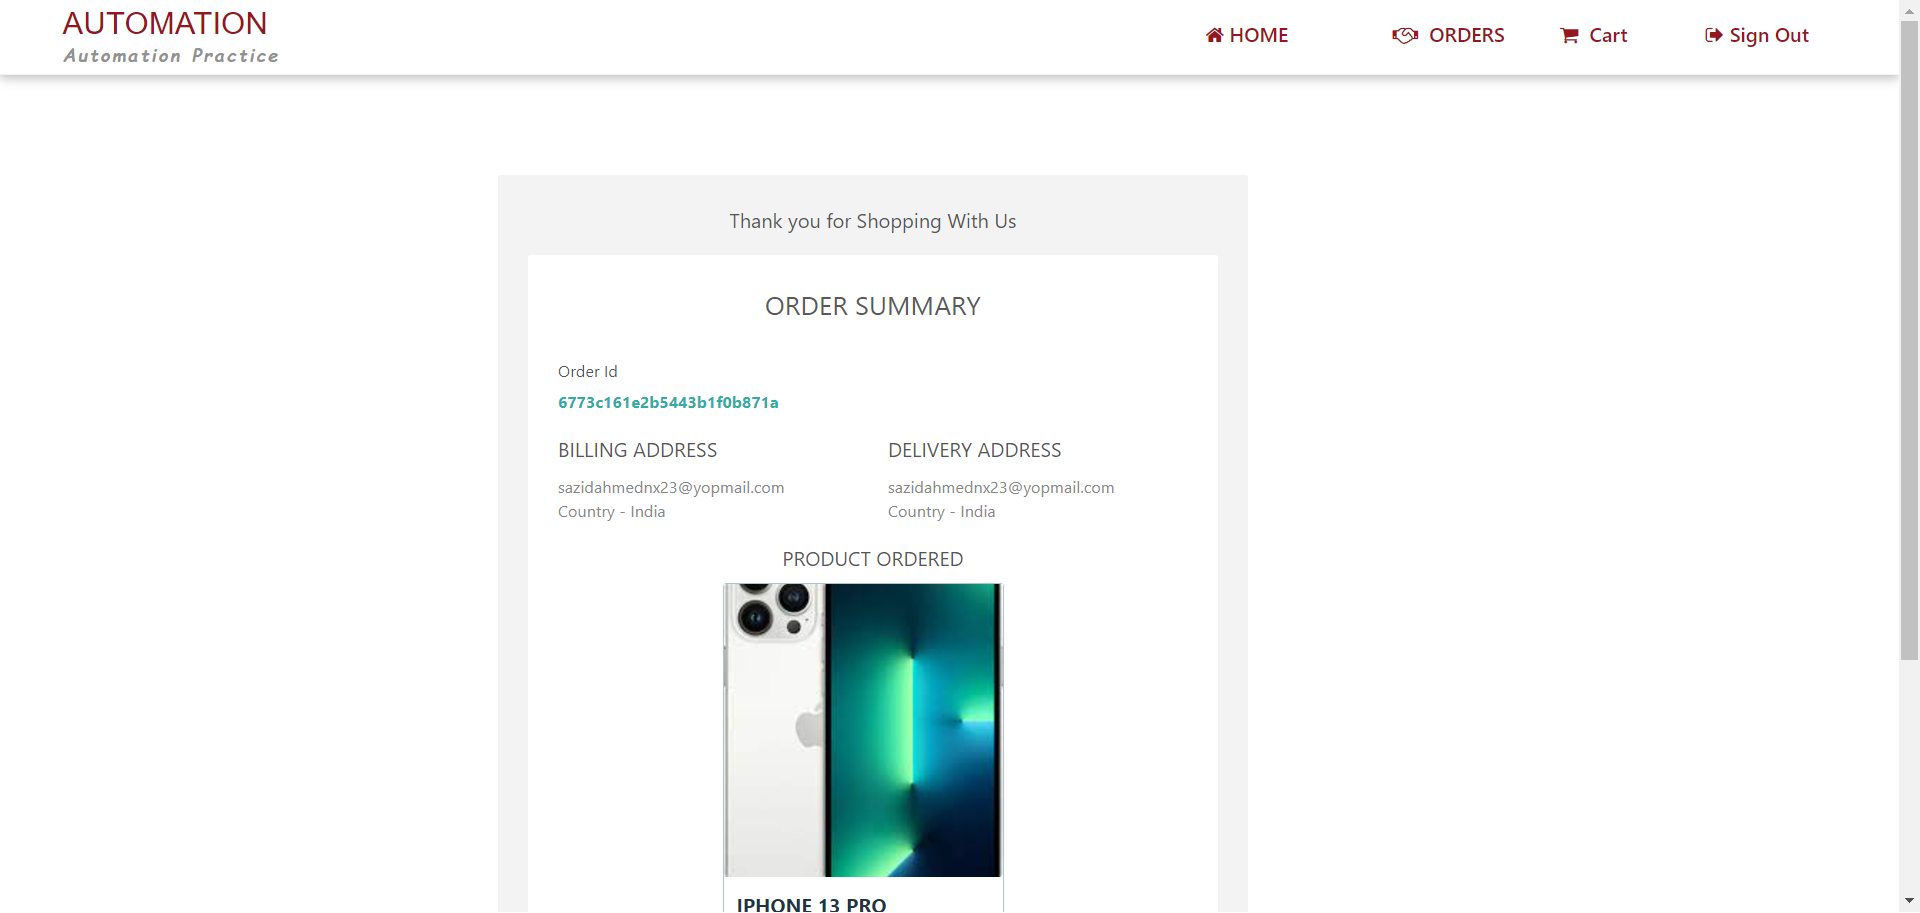 AUTOMATION
Automation Practice
HOME
ORDERS
Cart
Sign Out
Thank you for Shopping With Us
ORDER SUMMARY
Order Id
6773c161e2b5443b1f0b871a
BILLING ADDRESS
sazidahmednx23@yopmail.com
Country - India
DELIVERY ADDRESS
sazidahmednx23@yopmail.com
Country - India
PRODUCT ORDERED
IPHONE 13 PRO